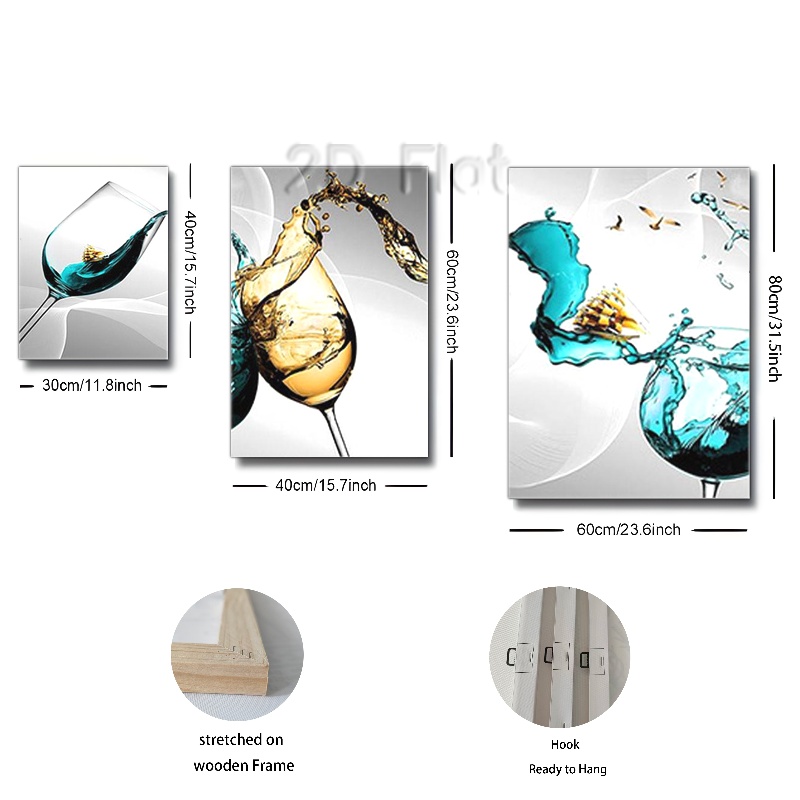 2D Flat
40cm/15.7inch
60cm/23.6inch
80cm/31.5inch
30cm/11.8inch
40cm/15.7inch
60cm/23.6inch
stretched on
wooden Frame
Hook
Ready to Hang